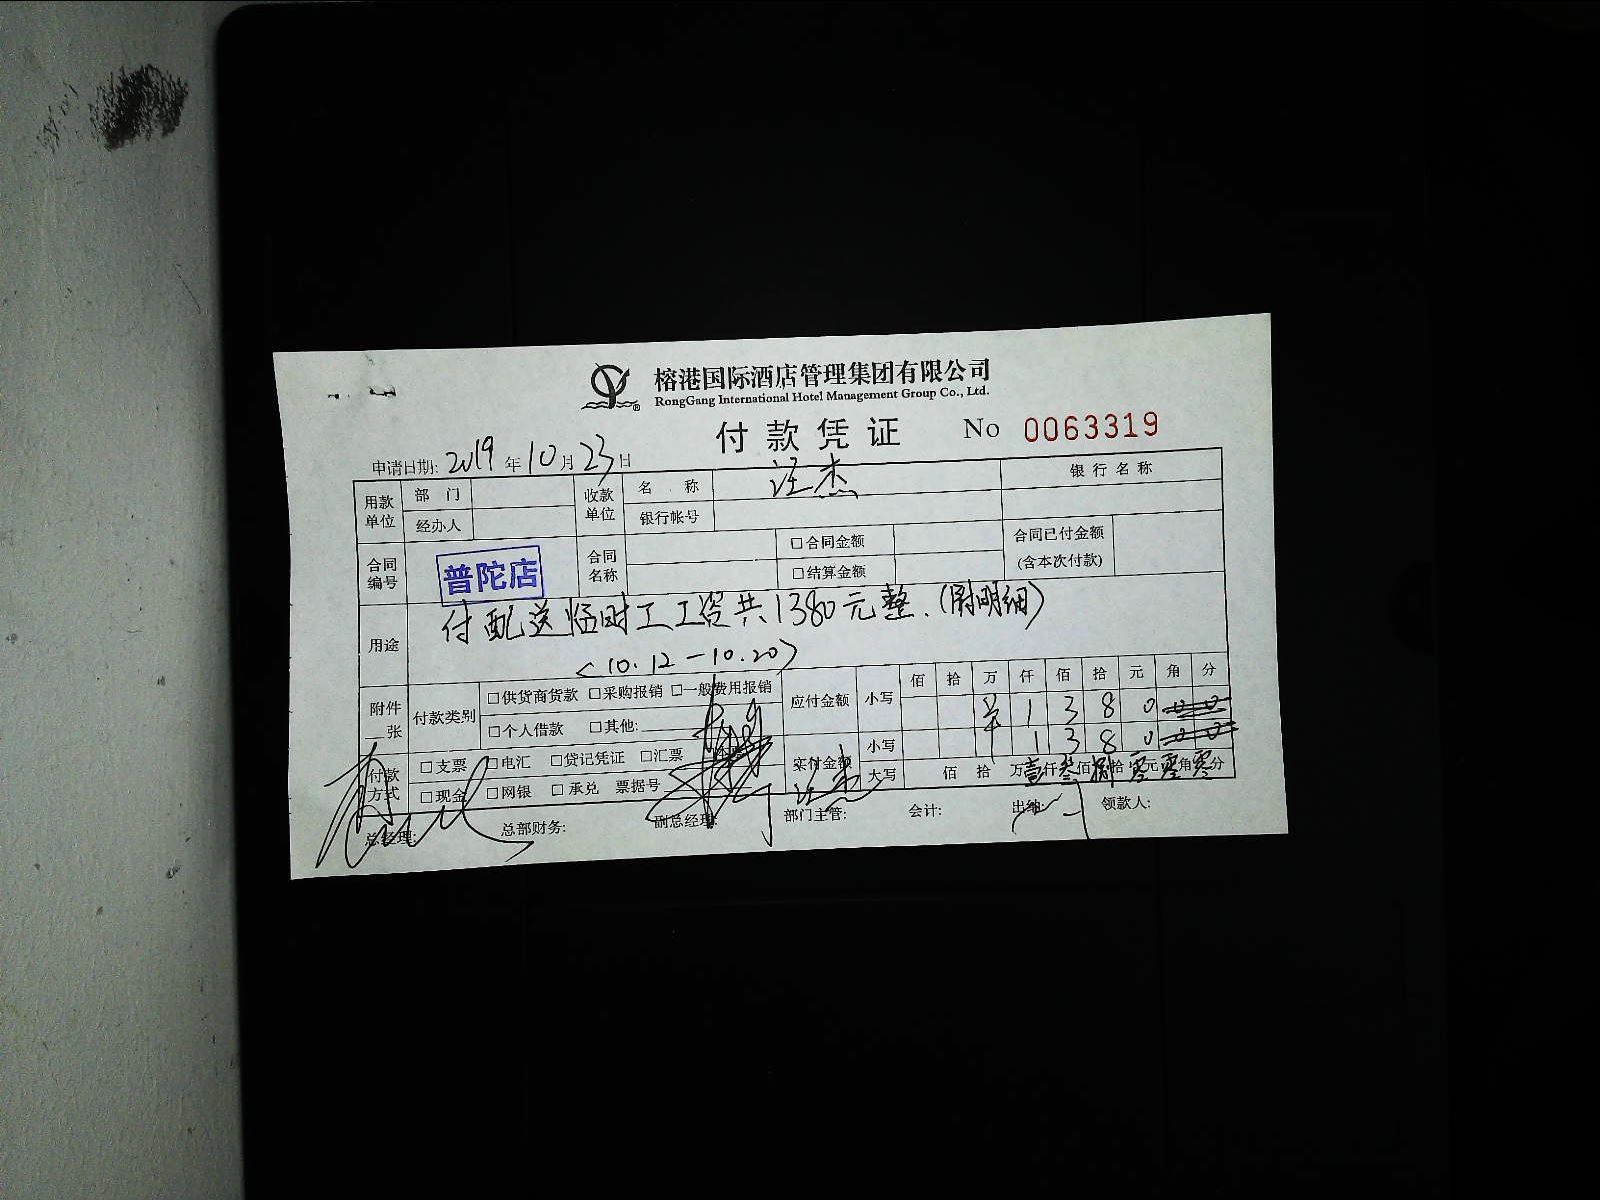 榕港国际酒店管理集团有限公司
RongGang International Hotel Management Group Co., Ltd.
付款凭证 No 0063319
申请日期: 2019 年 10 月 23 日
用款单位 部门 收款单位 名称 汪杰 银行名称
经办人 银行帐号
合同编号 普陀店 合同名称 □合同金额 合同已付金额
□结算金额 (含本次付款)
用途 付配送临时工工资共1380元整.(附明细)
<10.12-10.20>
附件 张 付款类别 □供货商货款 □采购报销 □一般费用报销 应付金额 小写 佰 拾 万 仟 佰 拾 元 角 分
¥ 1 3 8 0 0 0
□个人借款 □其他:
付款方式 □支票 □电汇 □贷记凭证 □汇票 实付金额 小写 1 3 8 0 0 0
□现金 □网银 □承兑 票据号 大写 佰 拾 万 壹仟 叁佰 捌拾 零元 零角 零分
总经理: 总部财务: 副总经理: 部门主管: 汪杰 会计: 出纳: 领款人: